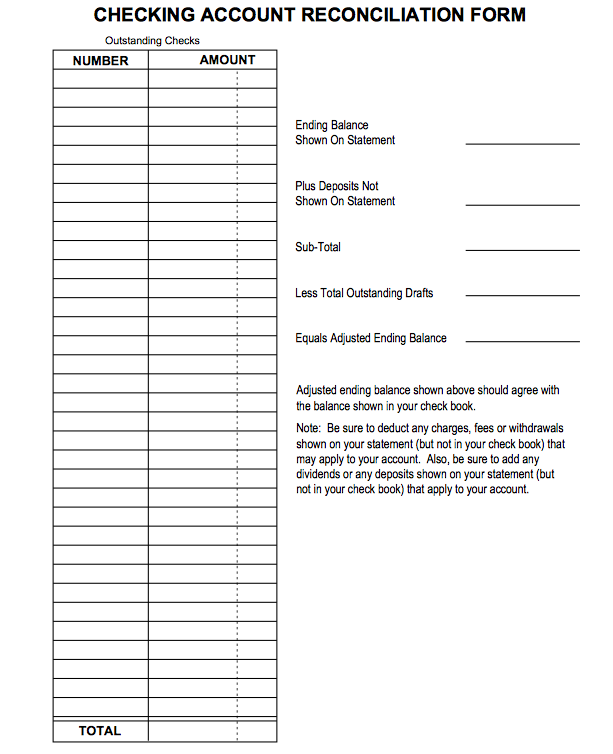 CHECKING ACCOUNT RECONCILIATION FORM
Outstanding Checks
NUMBER AMOUNT
Ending Balance
Shown On Statement
Plus Deposits Not
Shown On Statement
Sub-Total
Less Total Outstanding Drafts
Equals Adjusted Ending Balance
Adjusted ending balance shown above should agree with
the balance shown in your check book.
Note: Be sure to deduct any charges, fees or withdrawals
shown on your statement (but not in your check book) that
may apply to your account. Also, be sure to add any
dividends or any deposits shown on your statement (but
not in your check book) that apply to your account.
TOTAL